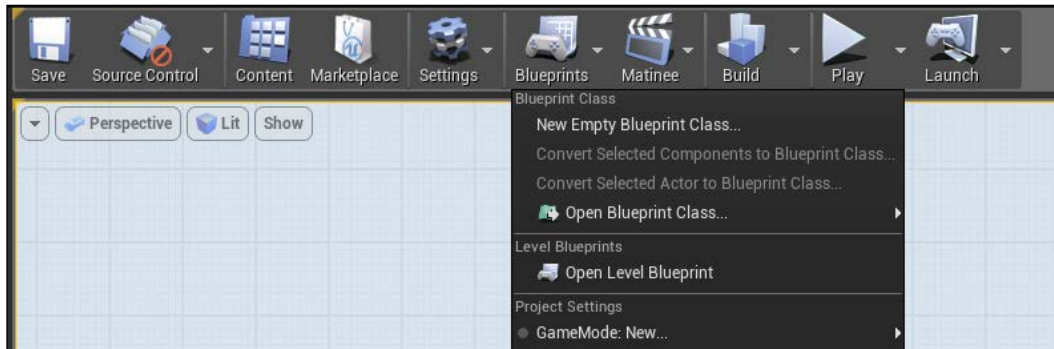 Save Source Control Content Marketplace Settings Blueprints Matinee Build Play Launch
Perspective Lit Show
Blueprint Class
New Empty Blueprint Class...
Convert Selected Components to Blueprint Class...
Convert Selected Actor to Blueprint Class...
Open Blueprint Class...
Level Blueprints
Open Level Blueprint
Project Settings
GameMode: New...